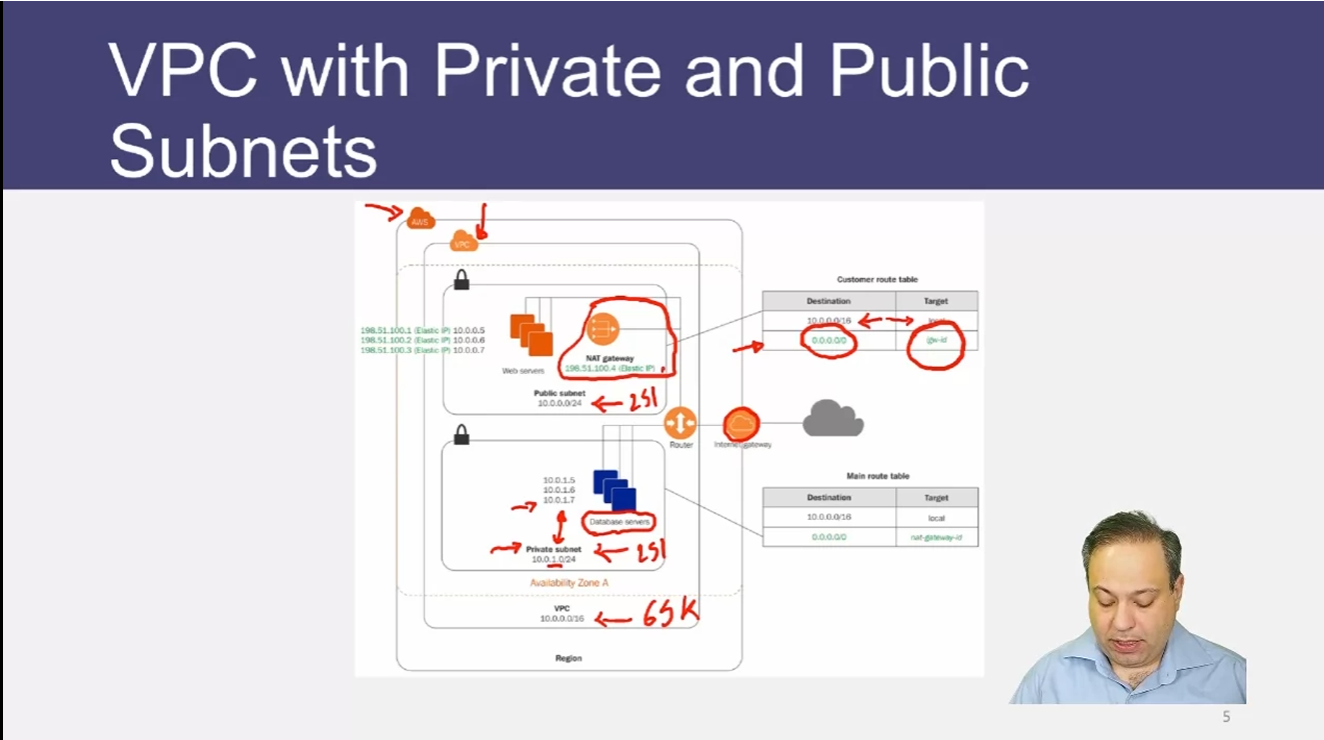 VPC with Private and Public
Subnets
AWS
VPC
198.51.100.1 (Elastic IP) 10.0.0.5
198.51.100.2 (Elastic IP) 10.0.0.6
198.51.100.3 (Elastic IP) 10.0.0.7
Web servers
NAT gateway
198.51.100.4 (Elastic IP)
Public subnet
10.0.0.0/24
251
Customer route table
Destination Target
10.0.0.0/16 local
0.0.0.0/0 igw-id
Router
Internet gateway
10.0.1.5
10.0.1.6
10.0.1.7
Database servers
Private subnet
10.0.1.0/24
251
Availability Zone A
VPC
10.0.0.0/16
65K
Region
Main route table
Destination Target
10.0.0.0/16 local
0.0.0.0/0 nat-gateway-id
5